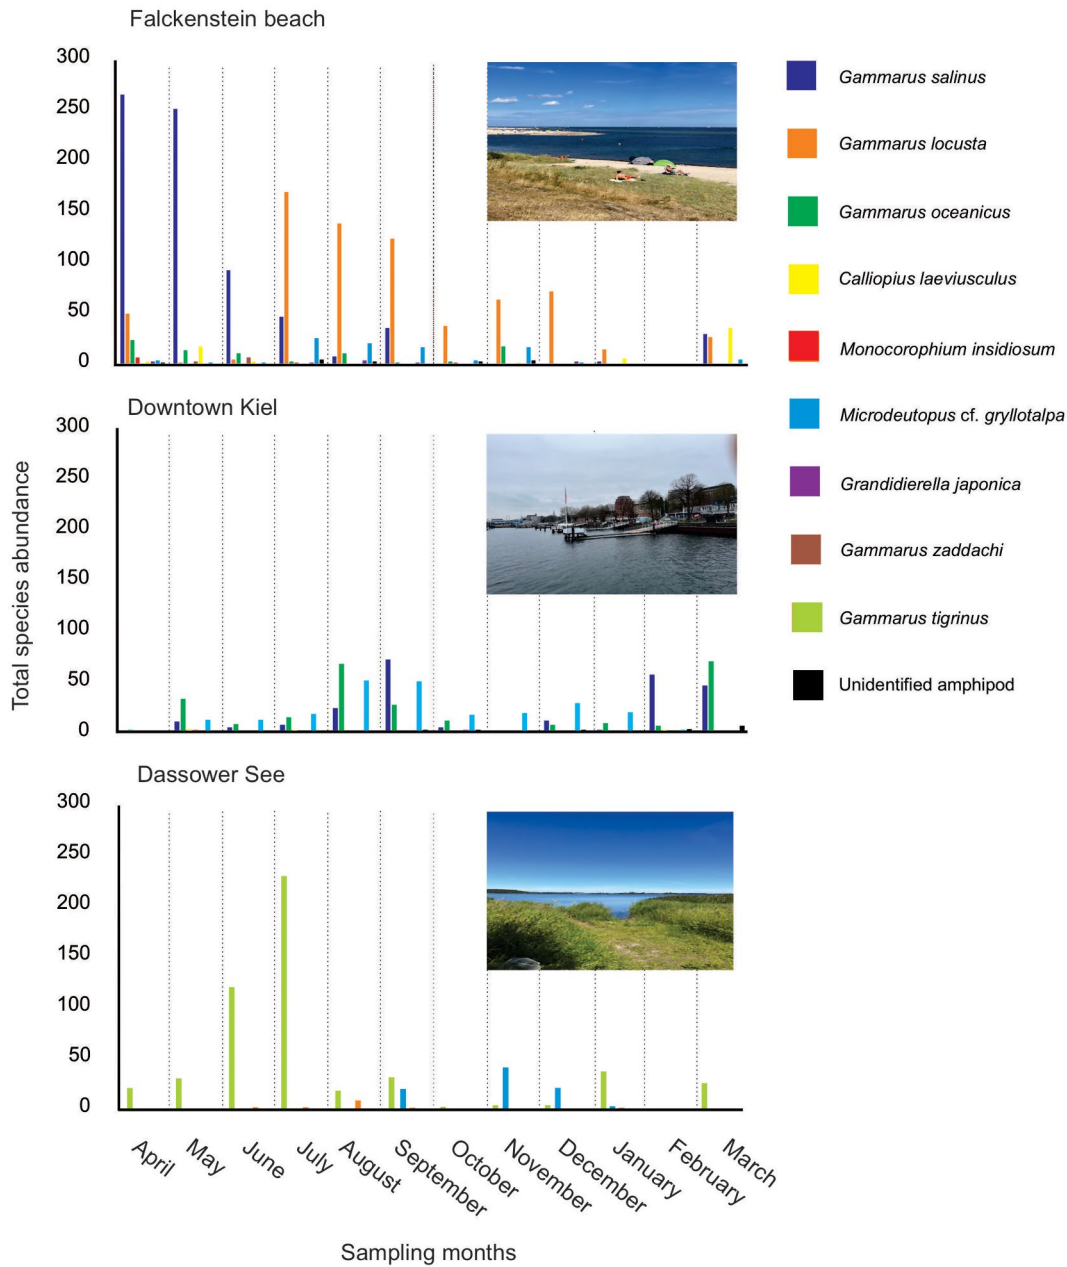 Falckenstein beach
300
250
200
150
100
50
0
Gammarus salinus
Gammarus locusta
Gammarus oceanicus
Calliopius laeviusculus
Monocorophium insidiosum
Microdeutopus cf. gryllotalpa
Grandidierella japonica
Gammarus zaddachi
Gammarus tigrinus
Unidentified amphipod
Total species abundance
Downtown Kiel
300
250
200
150
100
50
0
Dassower See
300
250
200
150
100
50
0
April
May
June
July
August
September
October
November
December
January
February
March
Sampling months